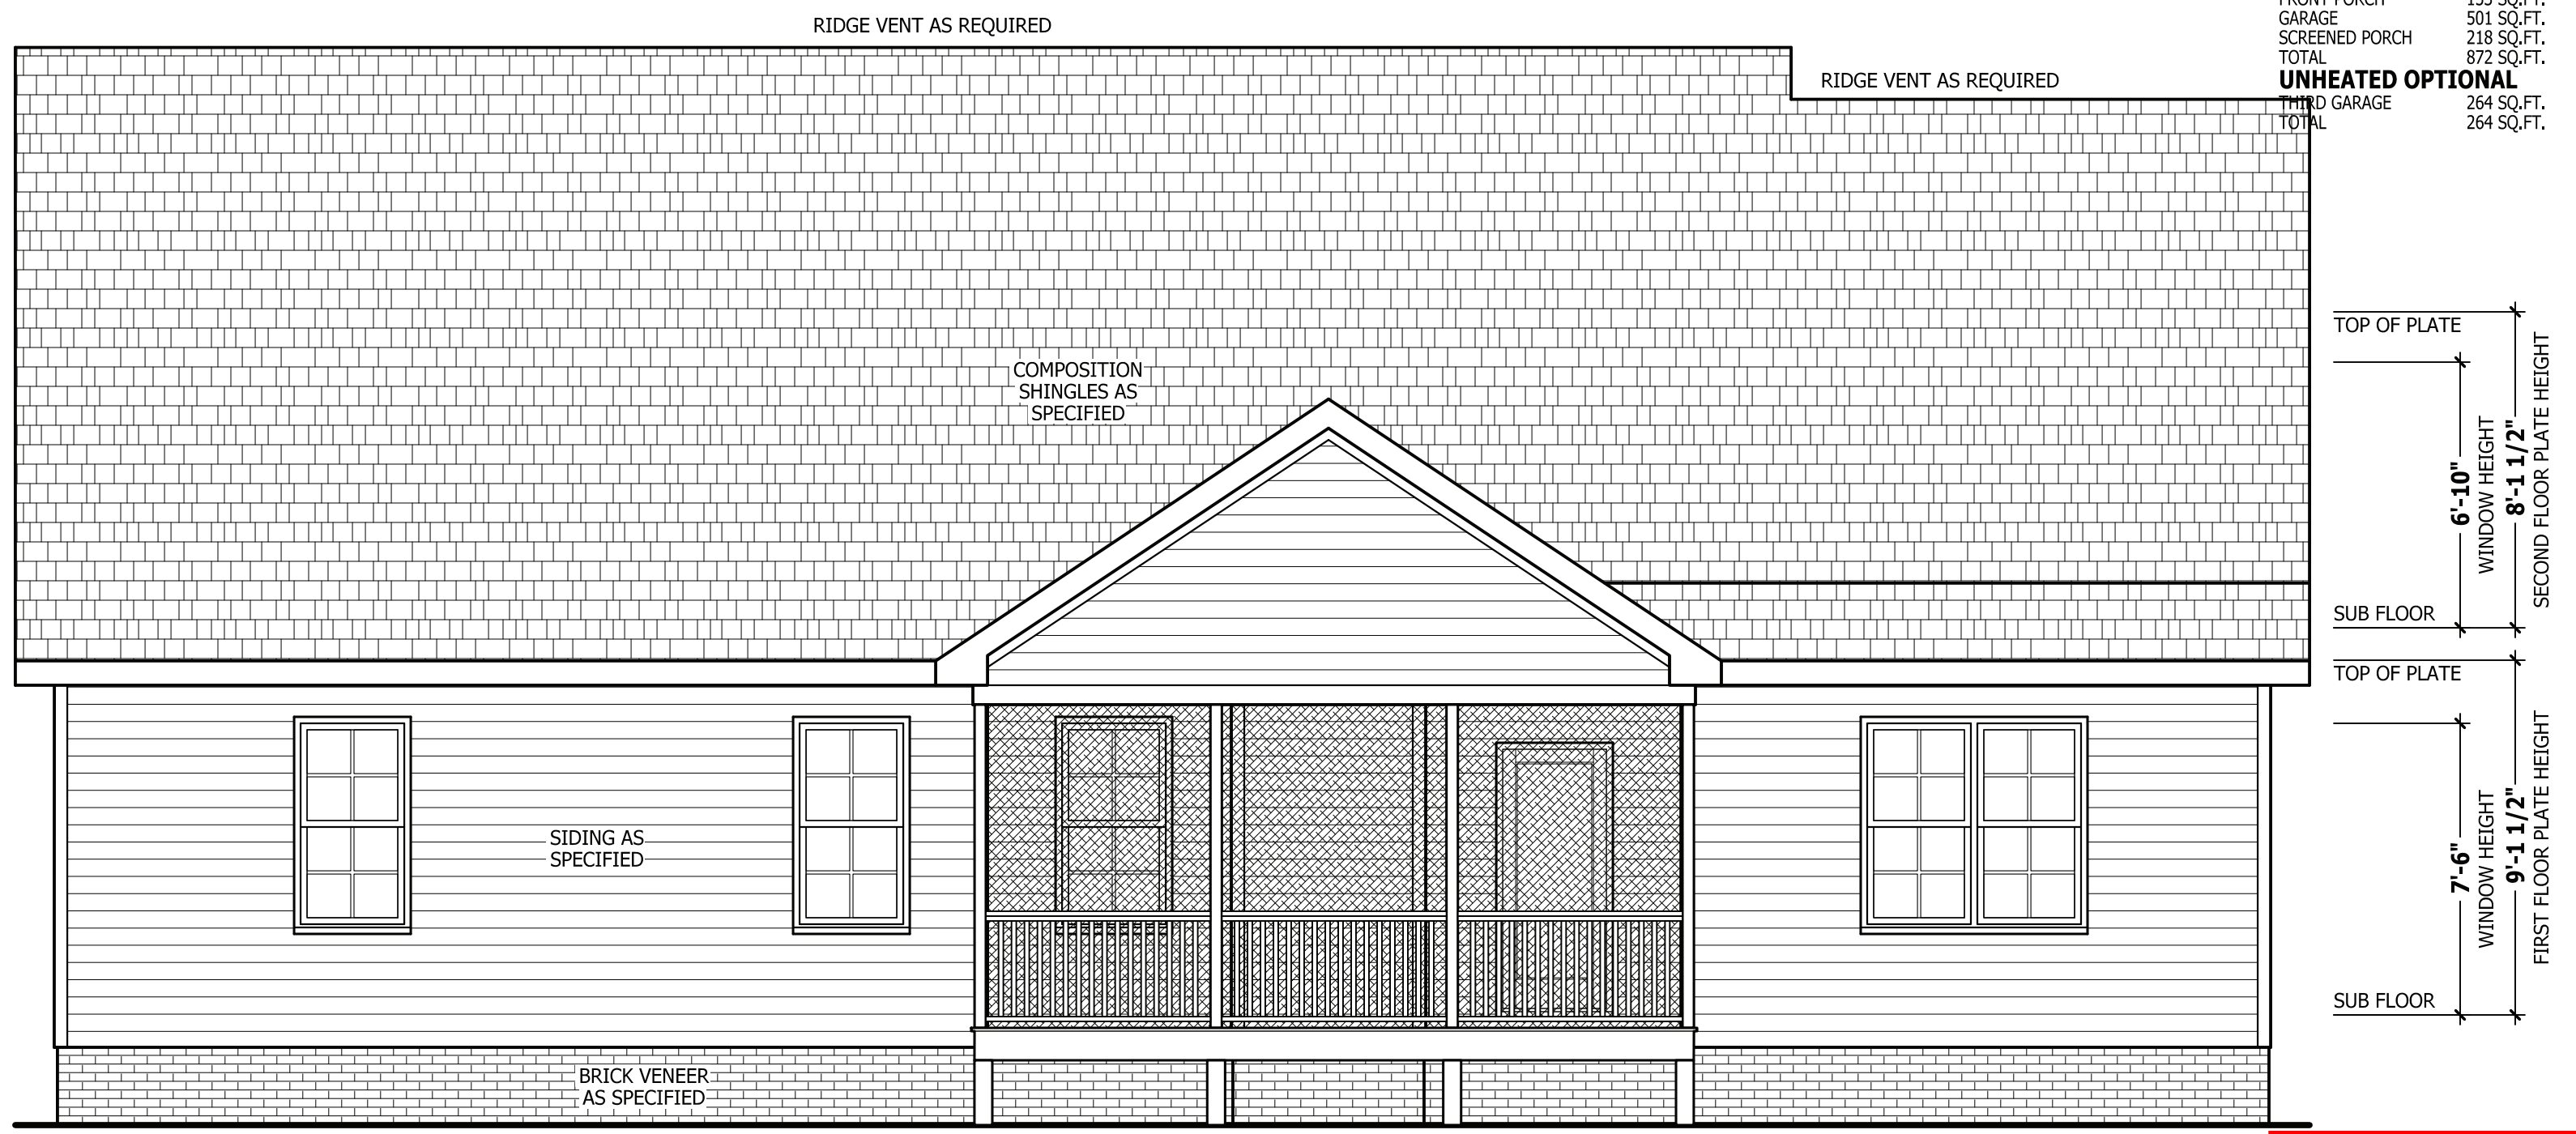 RIDGE VENT AS REQUIRED
GARAGE 501 SQ.FT.
SCREENED PORCH 218 SQ.FT.
TOTAL 872 SQ.FT.
UNHEATED OPTIONAL
THIRD GARAGE 264 SQ.FT.
TOTAL 264 SQ.FT.
RIDGE VENT AS REQUIRED
COMPOSITION
SHINGLES AS
SPECIFIED
TOP OF PLATE
6'-10"
WINDOW HEIGHT
8'-1 1/2"
SECOND FLOOR PLATE HEIGHT
SUB FLOOR
TOP OF PLATE
7'-6"
WINDOW HEIGHT
9'-1 1/2"
FIRST FLOOR PLATE HEIGHT
SUB FLOOR
SIDING AS
SPECIFIED
BRICK VENEER
AS SPECIFIED